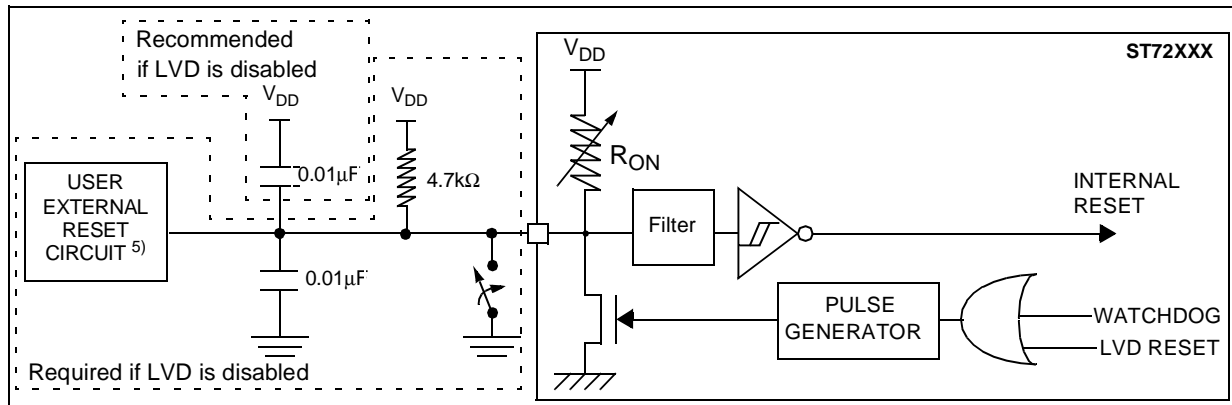 Recommended
if LVD is disabled
VDD
0.01μF
VDD
4.7kΩ
USER
EXTERNAL
RESET
CIRCUIT 5)
0.01μF
Required if LVD is disabled
ST72XXX
VDD
RON
Filter
INTERNAL
RESET
PULSE
GENERATOR
WATCHDOG
LVD RESET